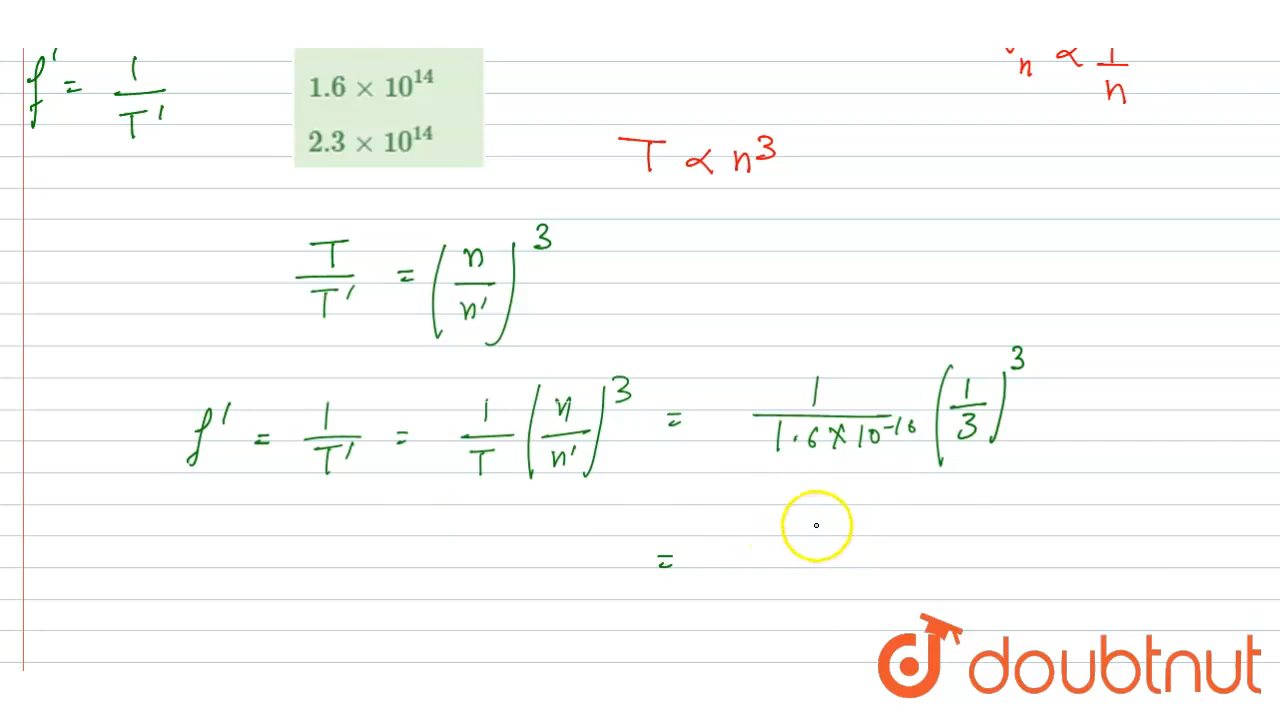 f' = 1/T'
1.6 × 10^14
2.3 × 10^14
n ∝ 1/n
T ∝ n^3
T/T' = (n/n')^3
f' = 1/T' = 1/T (n/n')^3 = 1/(1.6×10^-16) (1/3)^3
=
doubtnut